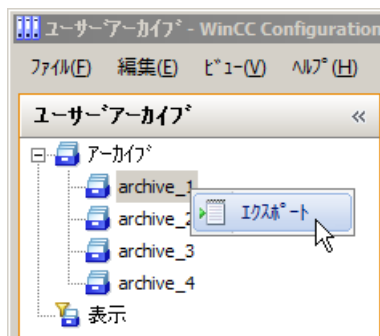 ユーザーアーカイブ - WinCC Configuration
ファイル(F) 編集(E) ビュー(V) ヘルプ(H)
ユーザーアーカイブ «
アーカイブ
archive_1
エクスポート
archive_2
archive_3
archive_4
表示